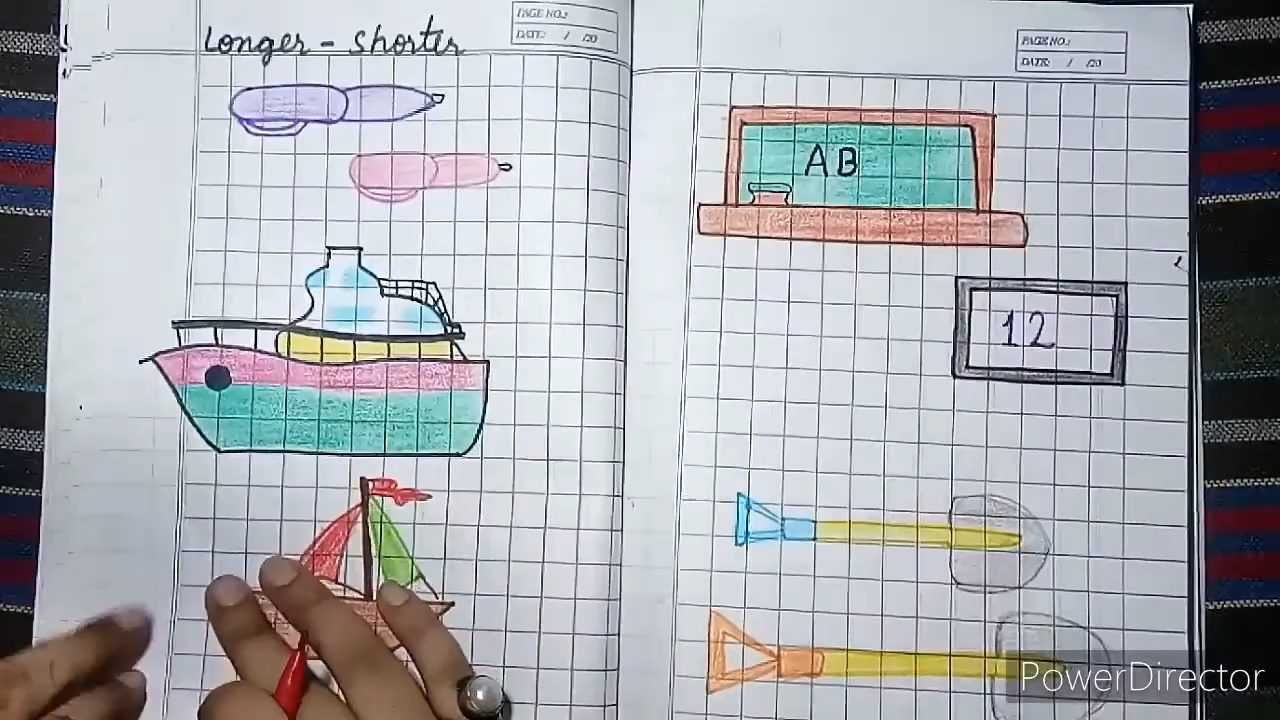 Longer - Shorter
PAGE NO.:
DATE: / /20
PAGE NO.:
DATE: / /20
AB
12
PowerDirector